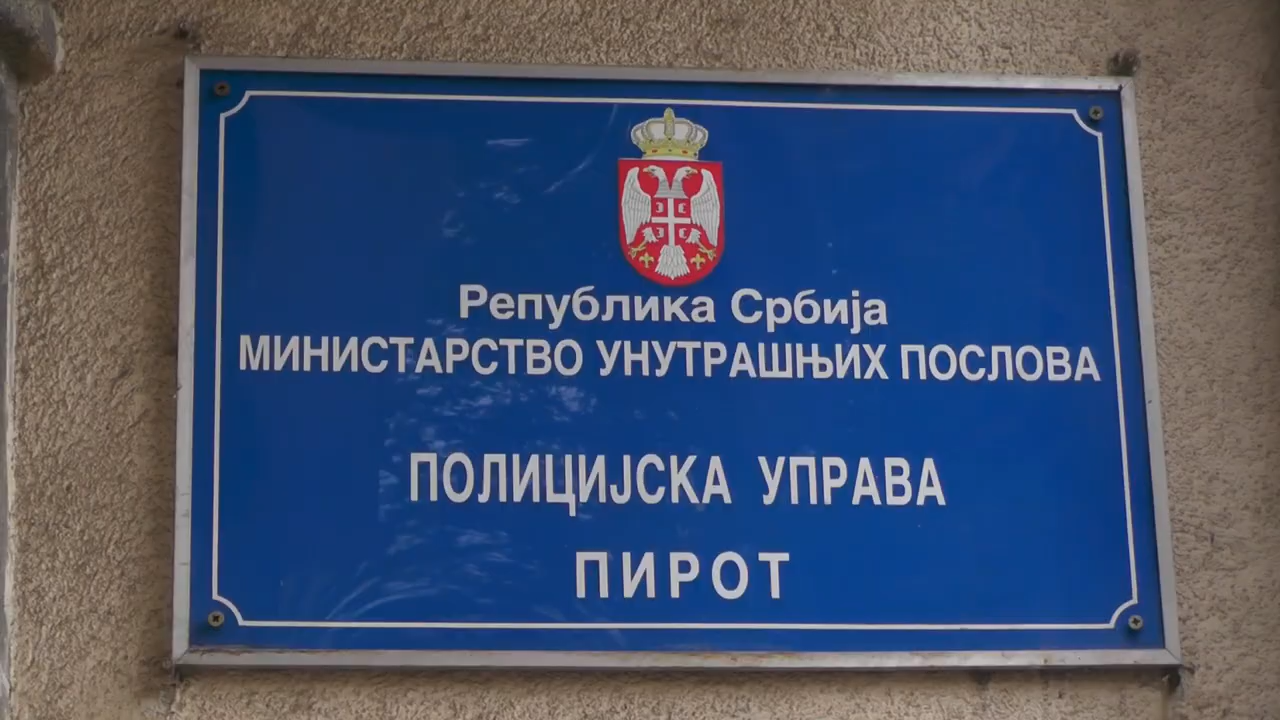 Република Србија
МИНИСТАРСТВО УНУТРАШЊИХ ПОСЛОВА
ПОЛИЦИЈСКА УПРАВА
ПИРОТ